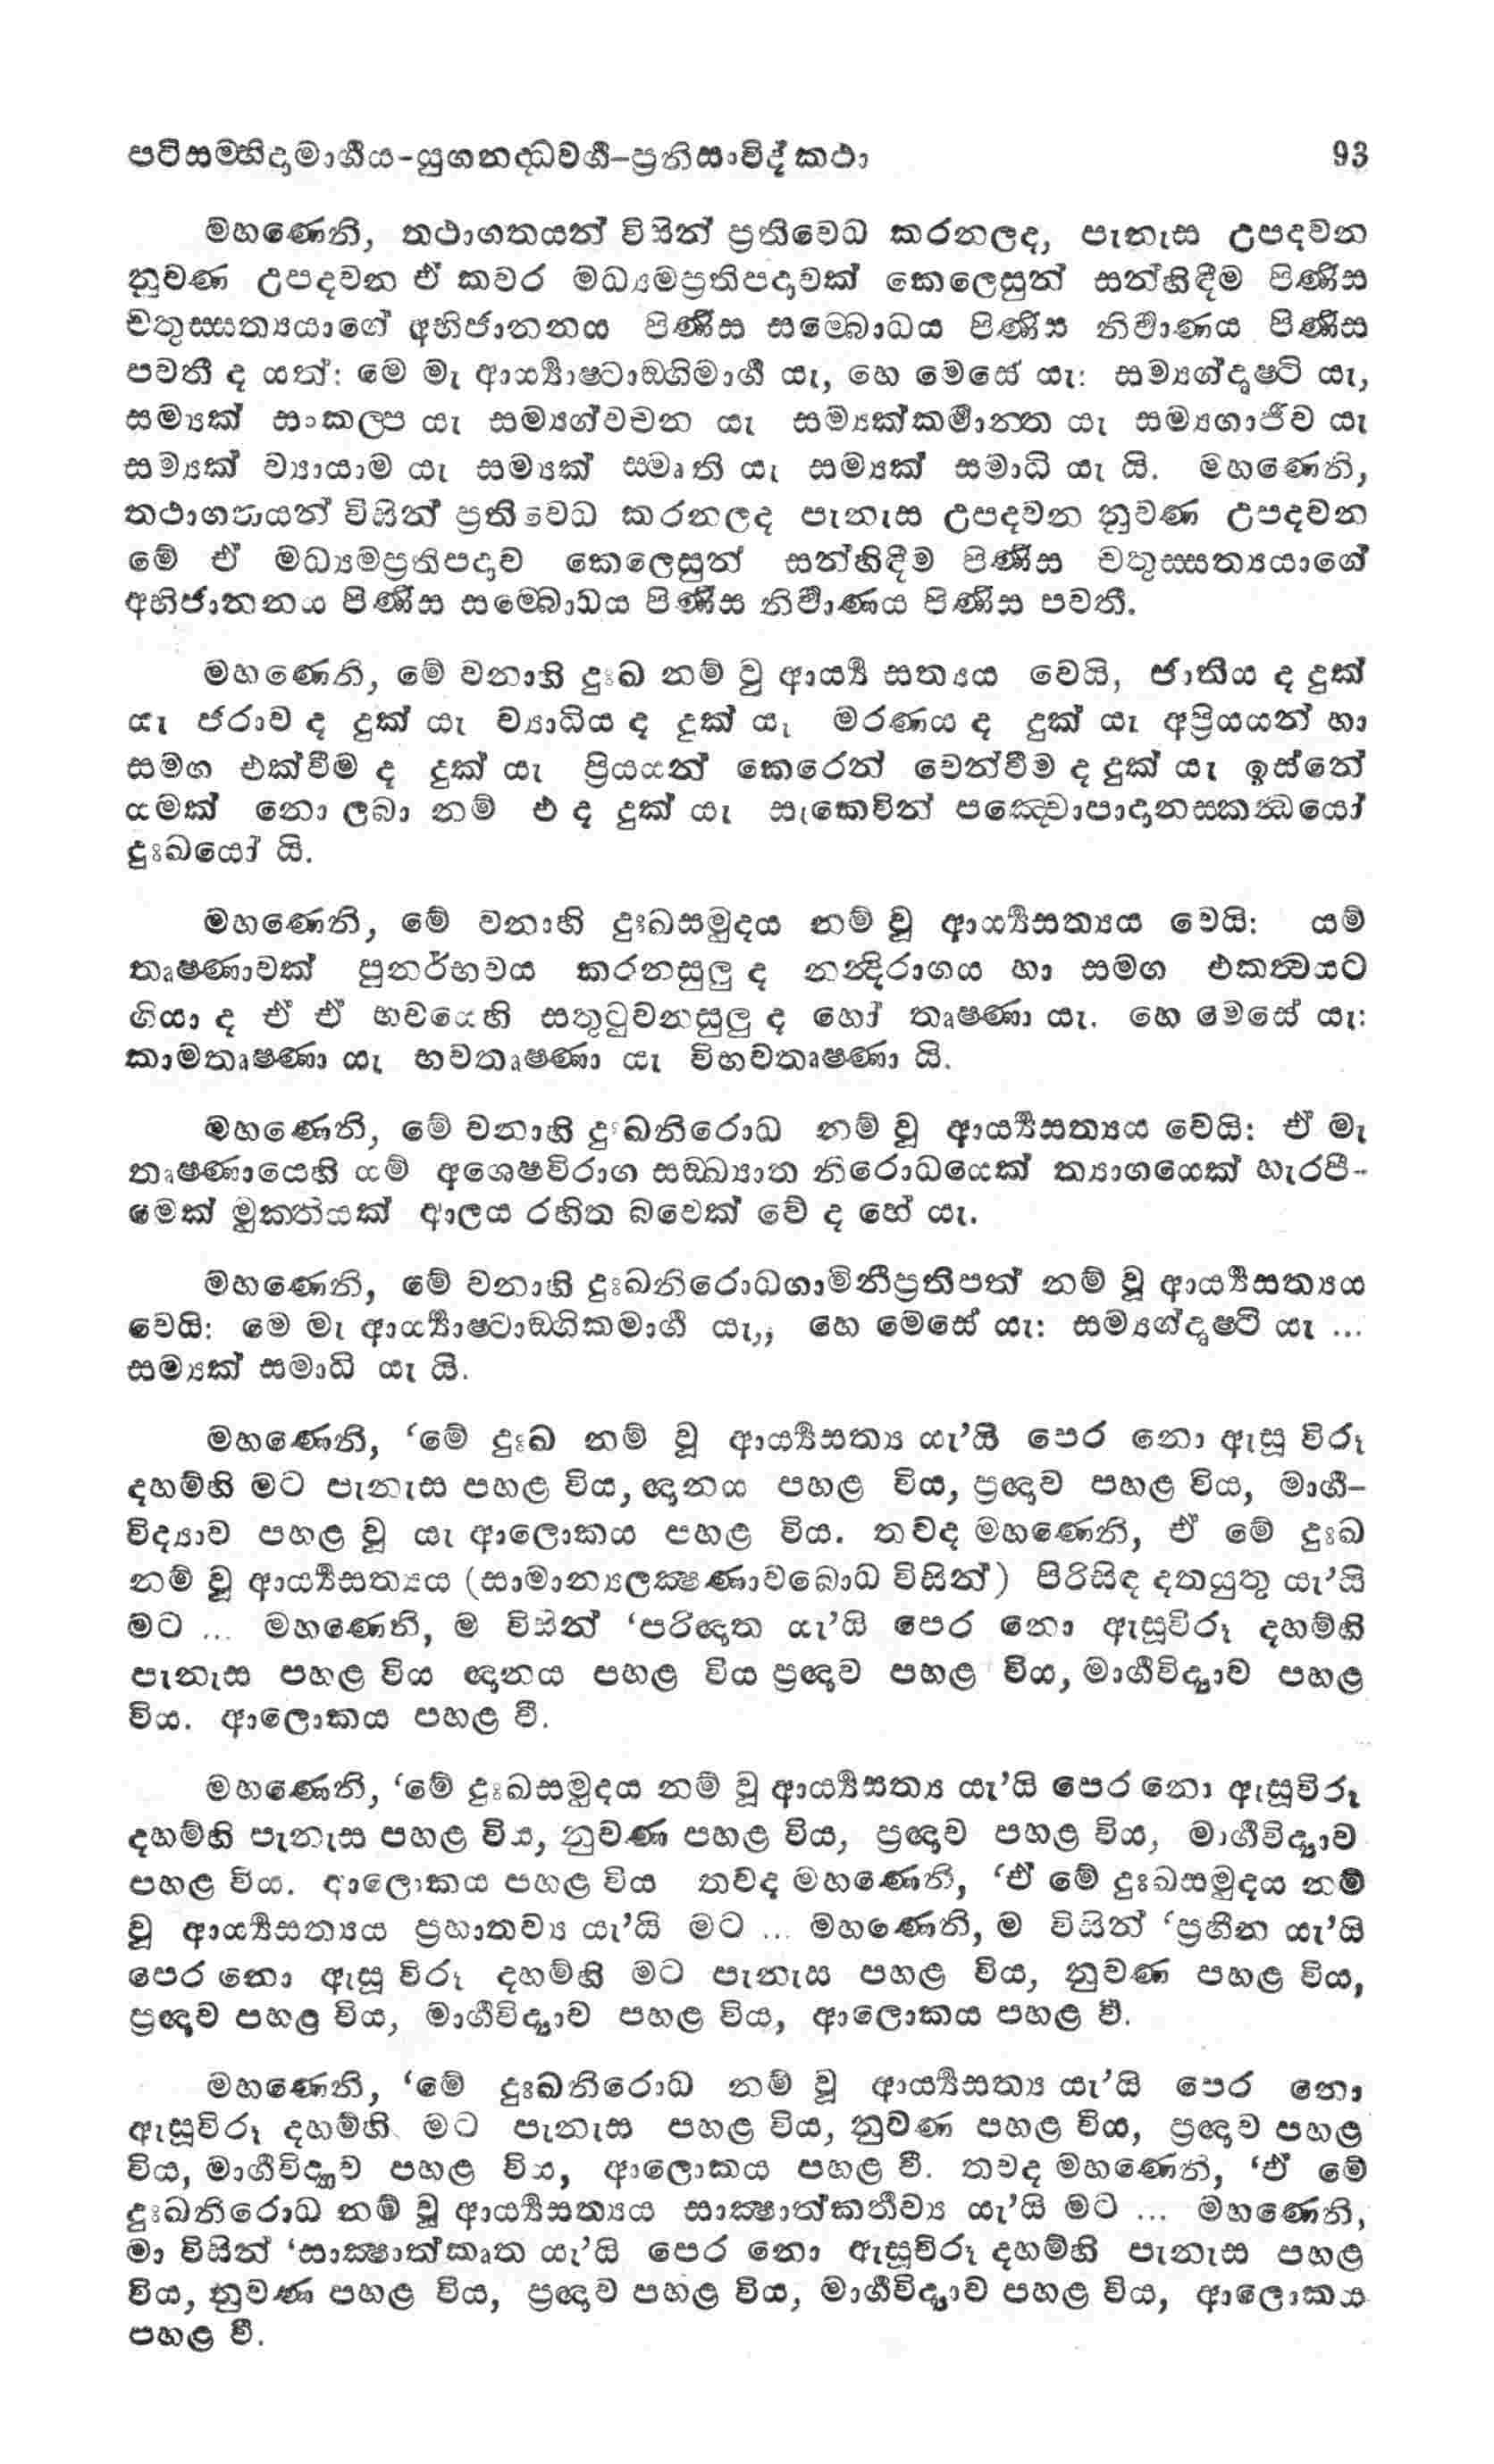 පටිසම්භිදාමාර්‍ගය-යුගනද්ධවර්‍ග-ප්‍රතිසංවිද් කථා 93
මහණෙනි, තථාගතයන් විසින් ප්‍රතිවෙධ කරනලද, පැනැස උපදවන
නුවණ උපදවන ඒ කවර මධ්‍යමප්‍රතිපදාවක් කෙලෙසුන් සන්හිඳීම පිණිස
චතුස්සත්‍යයාගේ අභිජානනය පිණිස සම්බොධය පිණිස නිර්‍වාණය පිණිස
පවතී ද යත්: මෙ මැ ආර්‍ය්‍යාෂ්ටාඞ්ගිමාර්‍ග යැ, හෙ මෙසේ යැ: සම්‍යග්දෘෂ්ටි යැ,
සම්‍යක් සංකල්ප යැ සම්‍යග්වචන යැ සම්‍යක්කර්‍මාන්ත යැ සම්‍යගාජීව යැ
සම්‍යක් ව්‍යායාම යැ සම්‍යක් ස්මෘති යැ සම්‍යක් සමාධි යැ යි. මහණෙනි,
තථාගතයන් විසින් ප්‍රතිවෙධ කරනලද පැනැස උපදවන නුවණ උපදවන
මේ ඒ මධ්‍යමප්‍රතිපදාව කෙලෙසුන් සන්හිඳීම පිණිස චතුස්සත්‍යයාගේ
අභිජානනය පිණිස සම්බොධය පිණිස නිර්‍වාණය පිණිස පවතී.
මහණෙනි, මේ වනාහි දුඃඛ නම් වූ ආර්‍ය්‍ය සත්‍යය වෙයි, ජාතිය ද දුක්
යැ ජරාව ද දුක් යැ ව්‍යාධිය ද දුක් යැ මරණය ද දුක් යැ අප්‍රියයන් හා
සමග එක්වීම ද දුක් යැ ප්‍රියයන් කෙරෙන් වෙන්වීම ද දුක් යැ ඉස්නේ
යමක් නො ලබා නම් එ ද දුක් යැ සැකෙවින් පඤ්චොපාදානස්කන්ධයෝ
දුඃඛයෝ යි.
මහණෙනි, මේ වනාහි දුඃඛසමුදය නම් වූ ආර්‍ය්‍යසත්‍යය වෙයි: යම්
තෘෂ්ණාවක් පුනර්භවය කරනසුලු ද නන්දිරාගය හා සමග එකත්වයට
ගියා ද ඒ ඒ භවයෙහි සතුටුවනසුලු ද හෝ තෘෂ්ණා යැ. හෙ මෙසේ යැ:
කාමතෘෂ්ණා යැ භවතෘෂ්ණා යැ විභවතෘෂ්ණා යි.
මහණෙනි, මේ වනාහි දුඃඛනිරොධ නම් වූ ආර්‍ය්‍යසත්‍යය වෙයි: ඒ මැ
තෘෂ්ණායෙහි යම් අශෙෂවිරාග සඞ්ඛ්‍යාත නිරොධයෙක් ත්‍යාගයෙක් හැරපී-
මෙක් මුක්තියක් ආලය රහිත බවෙක් වේ ද හේ යැ.
මහණෙනි, මේ වනාහි දුඃඛනිරොධගාමිනීප්‍රතිපත් නම් වූ ආර්‍ය්‍යසත්‍යය
වෙයි: මෙ මැ ආර්‍ය්‍යාෂ්ටාඞ්ගිකමාර්‍ග යැ,, හෙ මෙසේ යැ: සම්‍යග්දෘෂ්ටි යැ ...
සම්‍යක් සමාධි යැ යි.
මහණෙනි, ‘මේ දුඃඛ නම් වූ ආර්‍ය්‍යසත්‍ය යැ’යි පෙර නො ඇසූ විරූ
දහම්හි මට පැනැස පහළ විය, ඥානය පහළ විය, ප්‍රඥාව පහළ විය, මාර්‍ග-
විද්‍යාව පහළ වූ යැ ආලොකය පහළ විය. තවද මහණෙනි, ඒ මේ දුඃඛ
නම් වූ ආර්‍ය්‍යසත්‍යය (සාමාන්‍යලක්‍ෂණාවබොධ විසින්) පිරිසිඳ දතයුතු යැ’යි
මට ... මහණෙනි, ම විසින් ‘පරිඥාත යැ’යි පෙර නො ඇසූවිරූ දහම්හි
පැනැස පහළ විය ඥානය පහළ විය ප්‍රඥාව පහළ විය, මාර්‍ගවිද්‍යාව පහළ
විය. ආලොකය පහළ වී.
මහණෙනි, ‘මේ දුඃඛසමුදය නම් වූ ආර්‍ය්‍යසත්‍ය යැ’යි පෙර නො ඇසූවිරූ
දහම්හි පැනැස පහළ විය, නුවණ පහළ විය, ප්‍රඥාව පහළ විය, මාර්‍ගවිද්‍යාව
පහළ විය. ආලොකය පහළ විය තවද මහණෙනි, ‘ඒ මේ දුඃඛසමුදය නම්
වූ ආර්‍ය්‍යසත්‍යය ප්‍රහාතව්‍ය යැ’යි මට ... මහණෙනි, ම විසින් ‘ප්‍රහීන යැ’යි
පෙර නො ඇසූ විරූ දහම්හි මට පැනැස පහළ විය, නුවණ පහළ විය,
ප්‍රඥාව පහළ විය, මාර්‍ගවිද්‍යාව පහළ විය, ආලොකය පහළ වී.
මහණෙනි, ‘මේ දුඃඛනිරොධ නම් වූ ආර්‍ය්‍යසත්‍ය යැ’යි පෙර නො
ඇසූවිරූ දහම්හි මට පැනැස පහළ විය, නුවණ පහළ විය, ප්‍රඥාව පහළ
විය, මාර්‍ගවිද්‍යාව පහළ විය, ආලොකය පහළ වී. තවද මහණෙනි, ‘ඒ මේ
දුඃඛනිරොධ නම් වූ ආර්‍ය්‍යසත්‍යය සාක්‍ෂාත්කර්‍තව්‍ය යැ’යි මට ... මහණෙනි,
මා විසින් ‘සාක්‍ෂාත්කෘත යැ’යි පෙර නො ඇසූවිරූ දහම්හි පැනැස පහළ
විය, නුවණ පහළ විය, ප්‍රඥාව පහළ විය, මාර්‍ගවිද්‍යාව පහළ විය, ආලොකය
පහළ වී.